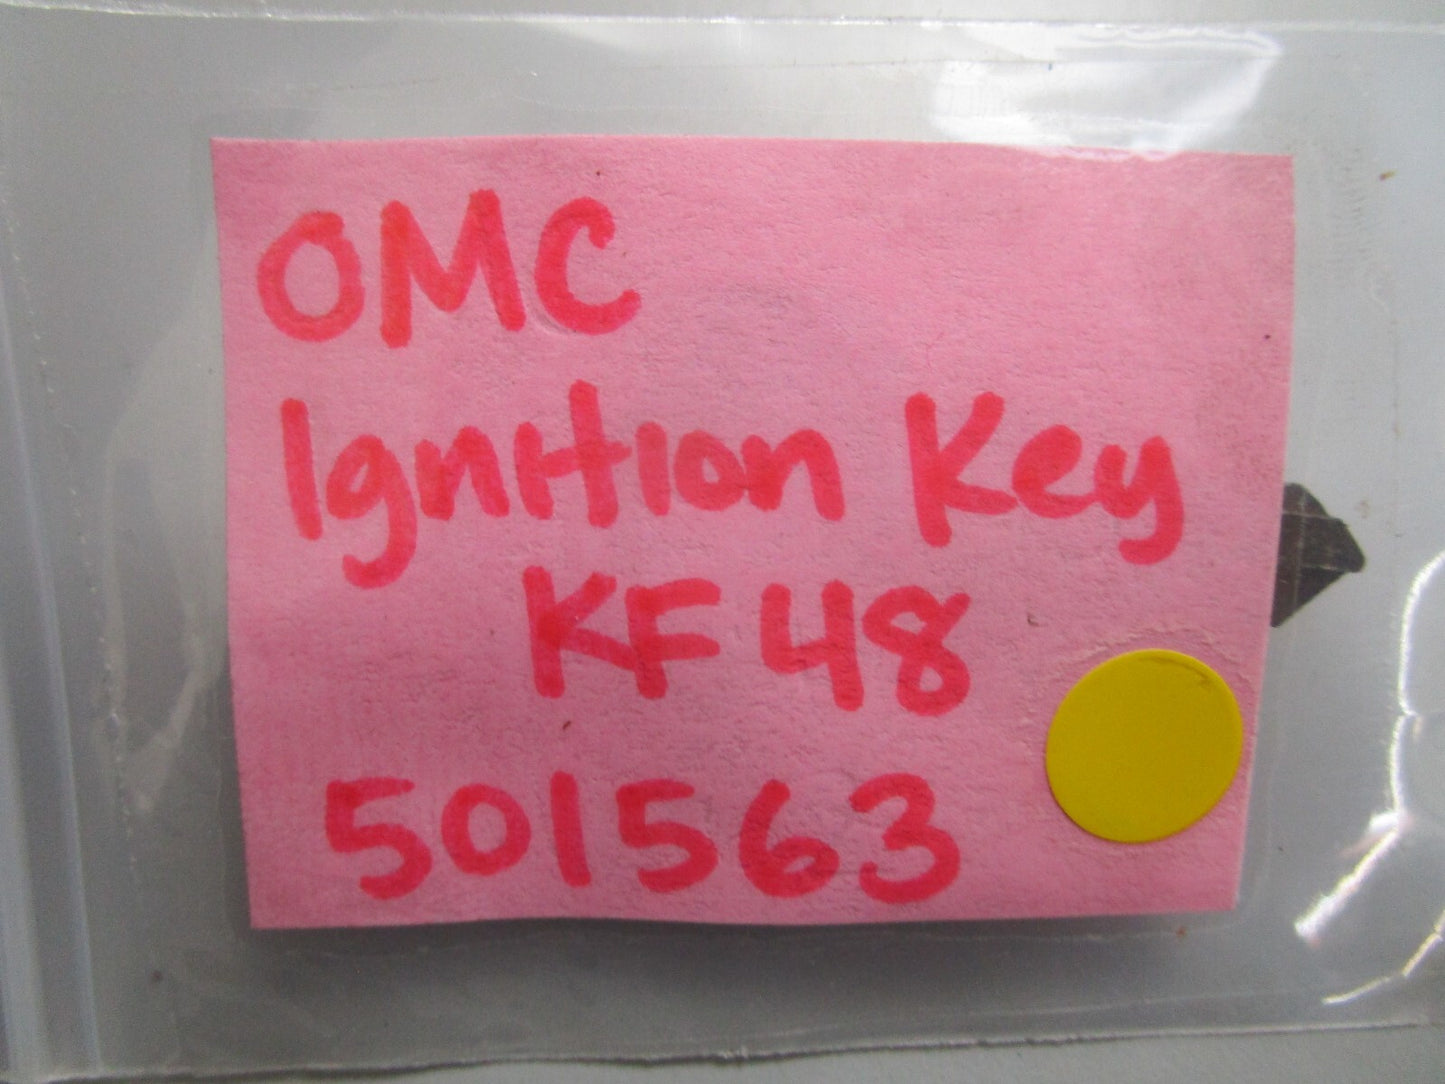 OMC
Ignition Key
KF48
501563